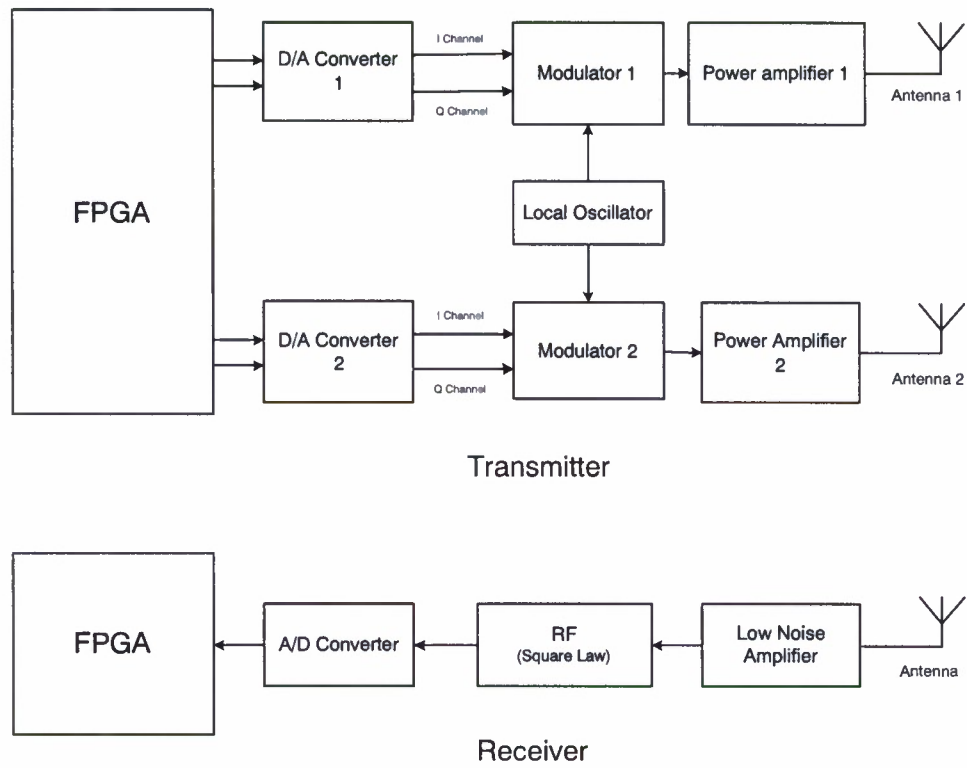 FPGA
D/A Converter
1
I Channel
Q Channel
Modulator 1
Power amplifier 1
Antenna 1
Local Oscillator
D/A Converter
2
I Channel
Q Channel
Modulator 2
Power Amplifier
2
Antenna 2
Transmitter
FPGA
A/D Converter
RF
(Square Law)
Low Noise
Amplifier
Antenna
Receiver